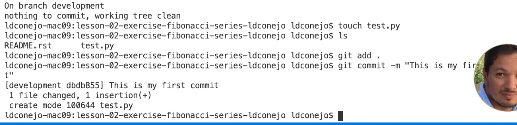 On branch development
nothing to commit, working tree clean
ldconejo-mac09:lesson-02-exercise-fibonacci-series-ldconejo ldconejo$ touch test.py
ldconejo-mac09:lesson-02-exercise-fibonacci-series-ldconejo ldconejo$ ls
README.rst test.py
ldconejo-mac09:lesson-02-exercise-fibonacci-series-ldconejo ldconejo$ git add .
ldconejo-mac09:lesson-02-exercise-fibonacci-series-ldconejo ldconejo$ git commit -m "This is my
t"
[development dbdb855] This is my first commit
1 file changed, 1 insertion(+)
create mode 100644 test.py
ldconejo-mac09:lesson-02-exercise-fibonacci-series-ldconejo ldconejo$